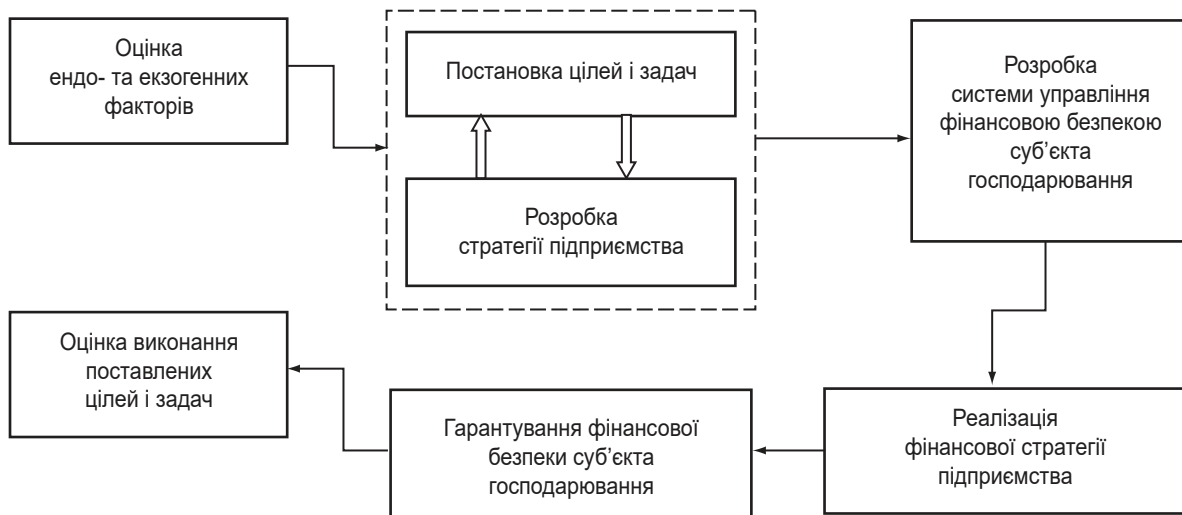 Оцінка
ендо- та екзогенних
факторів
Постановка цілей і задач
Розробка
стратегії підприємства
Розробка
системи управління
фінансовою безпекою
суб’єкта
господарювання
Оцінка виконання
поставлених
цілей і задач
Гарантування фінансової
безпеки суб’єкта
господарювання
Реалізація
фінансової стратегії
підприємства